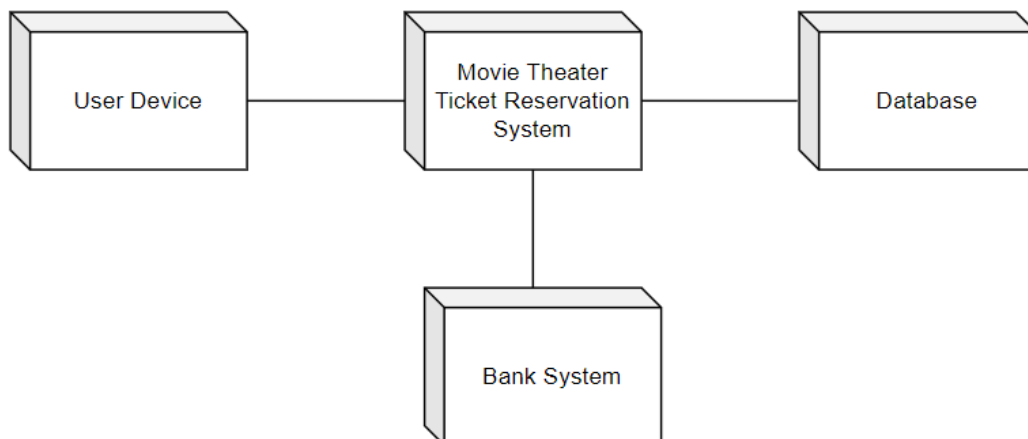 User Device
Movie Theater
Ticket Reservation
System
Database
Bank System